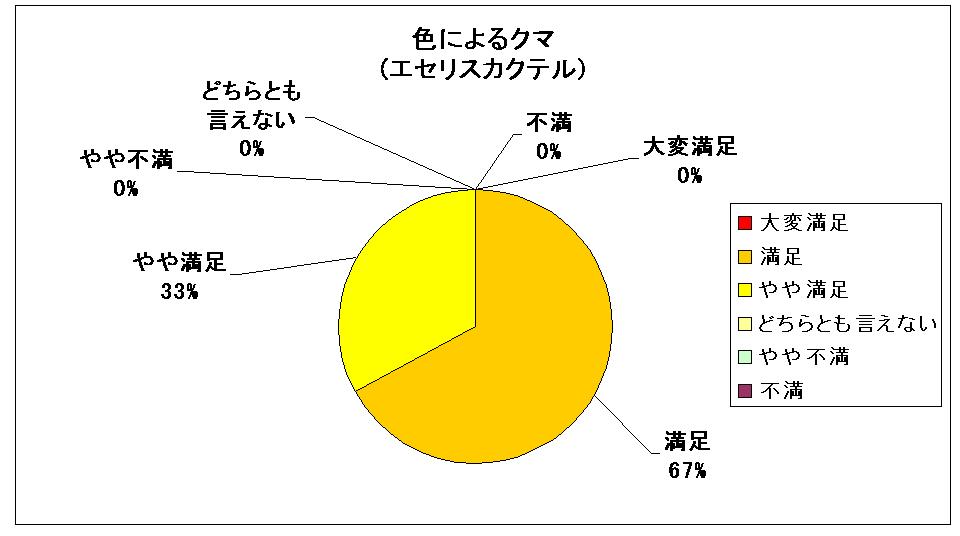 色によるクマ
(エセリスカクテル)
どちらとも
言えない
0%
不満
0%
大変満足
0%
やや不満
0%
やや満足
33%
満足
67%
大変満足
満足
やや満足
どちらとも言えない
やや不満
不満